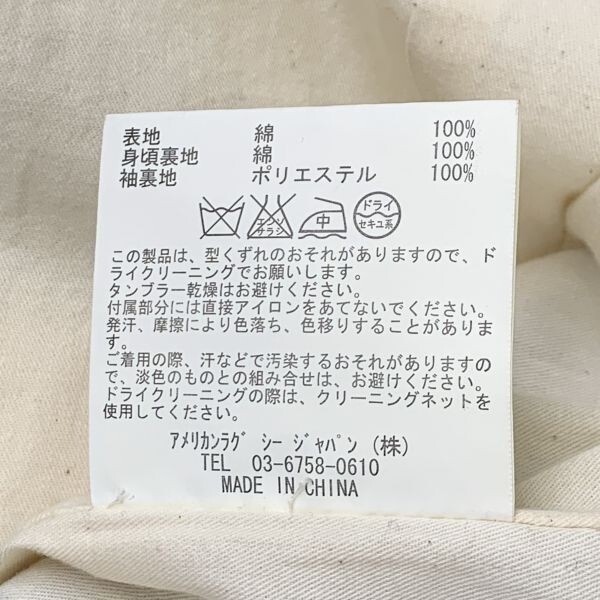 表地 綿 100%
身頃裏地 綿 100%
袖裏地 ポリエステル 100%
エンソ サラシ 中 ドライ セキユ系
この製品は、型くずれのおそれがありますので、ド
ライクリーニングでお願いします。
タンブラー乾燥はお避けください。
付属部分には直接アイロンをあてないでください。
発汗、摩擦により色落ち、色移りすることがありま
す。
ご着用の際、汗などで汚染するおそれがありますの
で、淡色のものとの組み合せは、お避けください。
ドライクリーニングの際は、クリーニングネットを
使用してください。
ｱﾒﾘｶﾝﾗｸﾞ ｼｰ ｼﾞｬﾊﾟﾝ (株)
TEL 03-6758-0610
MADE IN CHINA